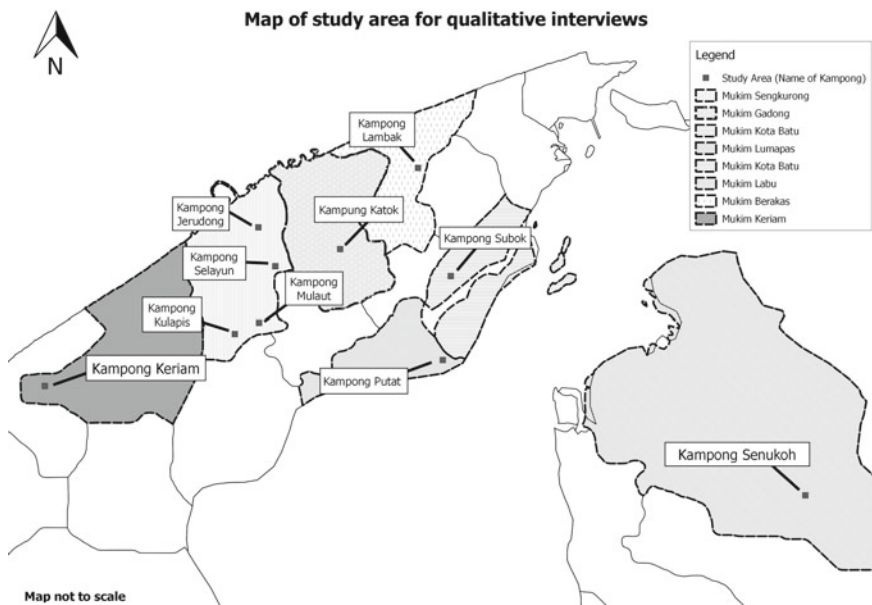 Map of study area for qualitative interviews
N
Legend
Study Area (Name of Kampong)
Mukim Sengkurong
Mukim Gadong
Mukim Kota Batu
Mukim Lumapas
Mukim Kota Batu
Mukim Labu
Mukim Berakas
Mukim Keriam
Kampong
Lambak
Kampong
Jerudong
Kampung Katok
Kampong Subok
Kampong
Selayun
Kampong
Mulaut
Kampong
Kulapis
Kampong Keriam
Kampong Putat
Kampong Senukoh
Map not to scale